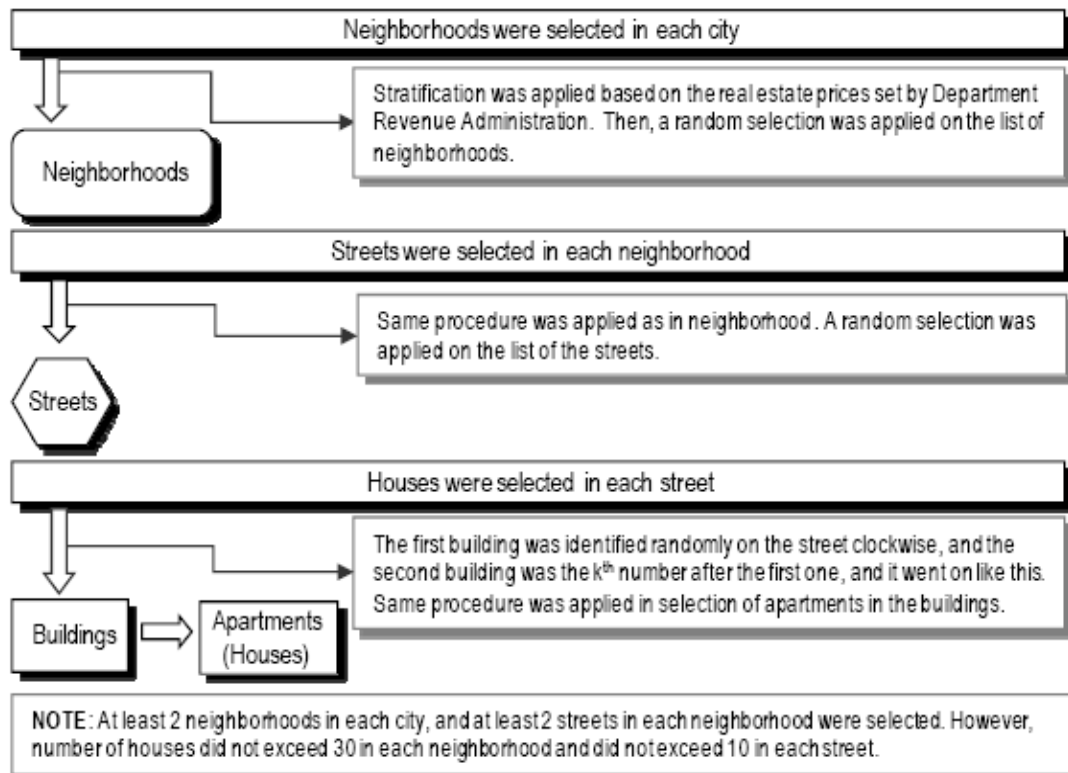 Neighborhoods were selected in each city
Stratification was applied based on the real estate prices set by Department
Revenue Administration. Then, a random selection was applied on the list of
neighborhoods.
Neighborhoods
Streets were selected in each neighborhood
Same procedure was applied as in neighborhood. A random selection was
applied on the list of the streets.
Streets
Houses were selected in each street
The first building was identified randomly on the street clockwise, and the
second building was the kth number after the first one, and it went on like this.
Same procedure was applied in selection of apartments in the buildings.
Buildings
Apartments
(Houses)
NOTE: At least 2 neighborhoods in each city, and at least 2 streets in each neighborhood were selected. However,
number of houses did not exceed 30 in each neighborhood and did not exceed 10 in each street.